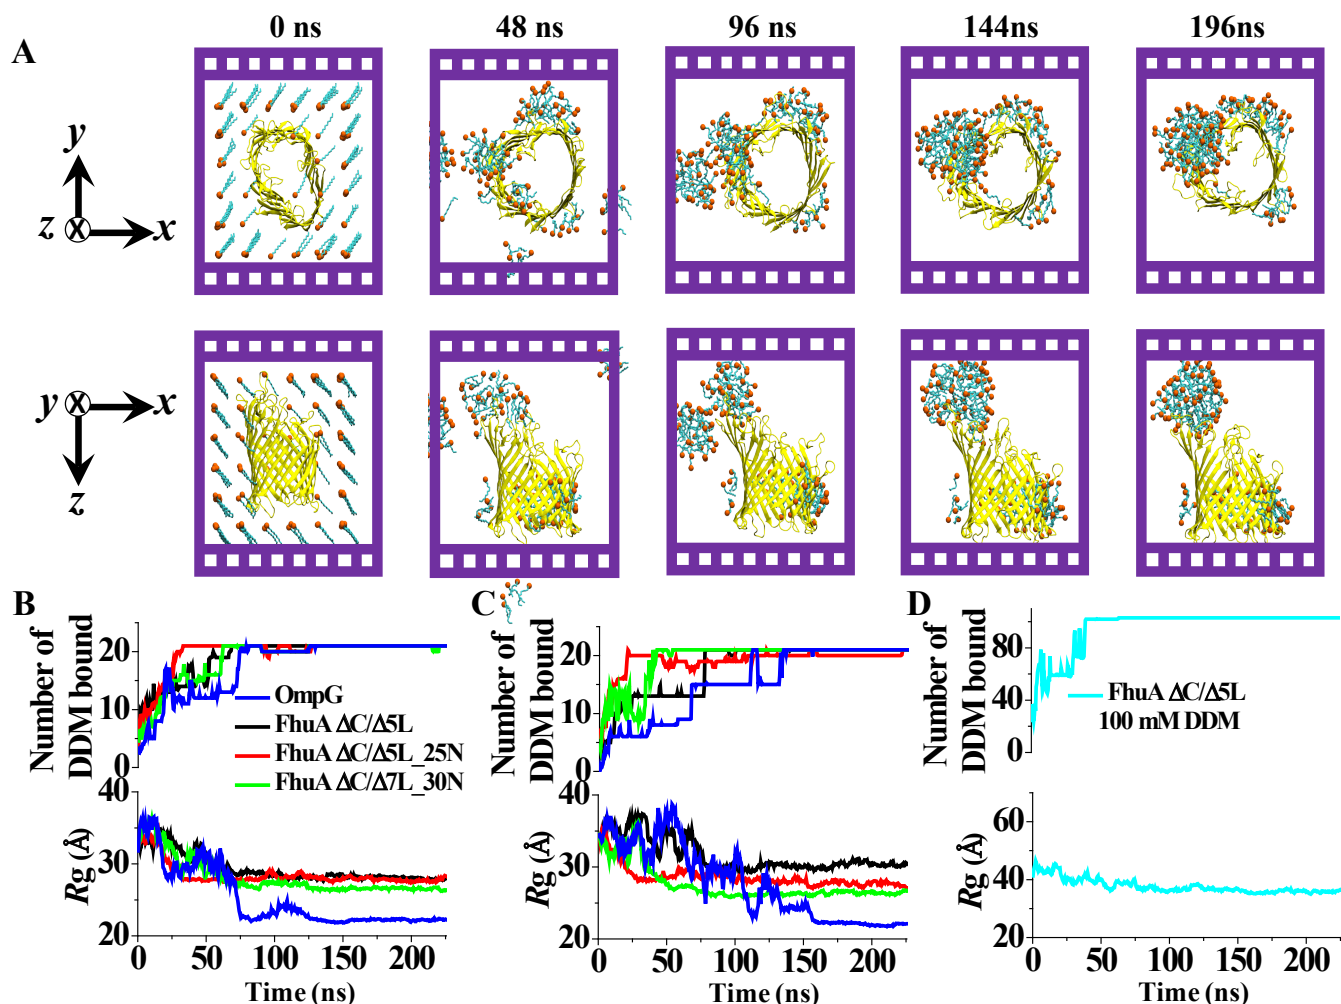 A
0 ns
48 ns
96 ns
144ns
196ns
y
z X x
y X x
z
B
Number of
DDM bound
20
10
0
OmpG
FhuA ΔC/Δ5L
FhuA ΔC/Δ5L_25N
FhuA ΔC/Δ7L_30N
40
30
20
Rg (Å)
0 50 100 150 200
Time (ns)
C
Number of
DDM bound
20
10
0
40
30
20
Rg (Å)
0 50 100 150 200
Time (ns)
D
Number of
DDM bound
80
40
0
FhuA ΔC/Δ5L
100 mM DDM
60
40
20
Rg (Å)
0 50 100 150 200
Time (ns)